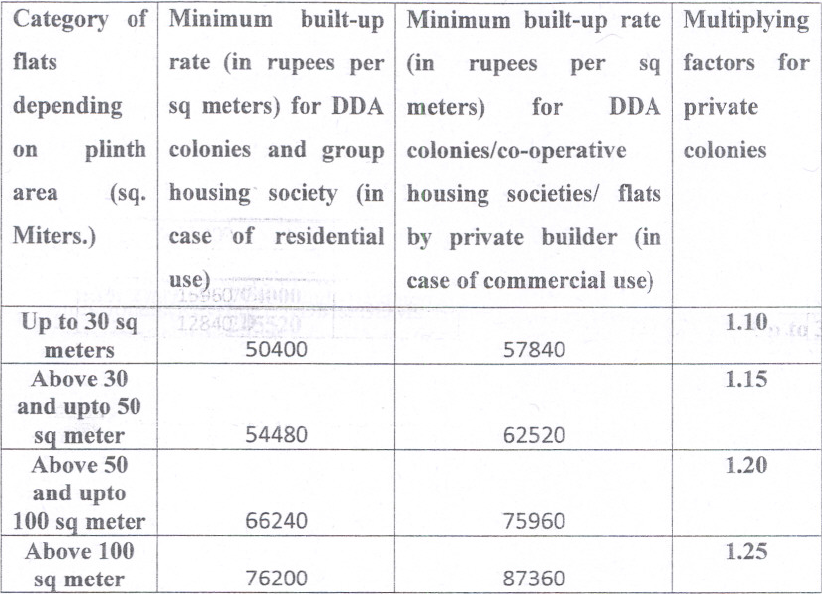 Category of Minimum built-up Minimum built-up rate Multiplying
flats rate (in rupees per (in rupees per sq factors for
depending sq meters) for DDA meters) for DDA private
on plinth colonies and group colonies/co-operative colonies
area (sq. housing society (in housing societies/ flats
Miters.) case of residential by private builder (in
use) case of commercial use)
Up to 30 sq 1.10
meters 50400 57840
Above 30 1.15
and upto 50
sq meter 54480 62520
Above 50 1.20
and upto
100 sq meter 66240 75960
Above 100 1.25
sq meter 76200 87360